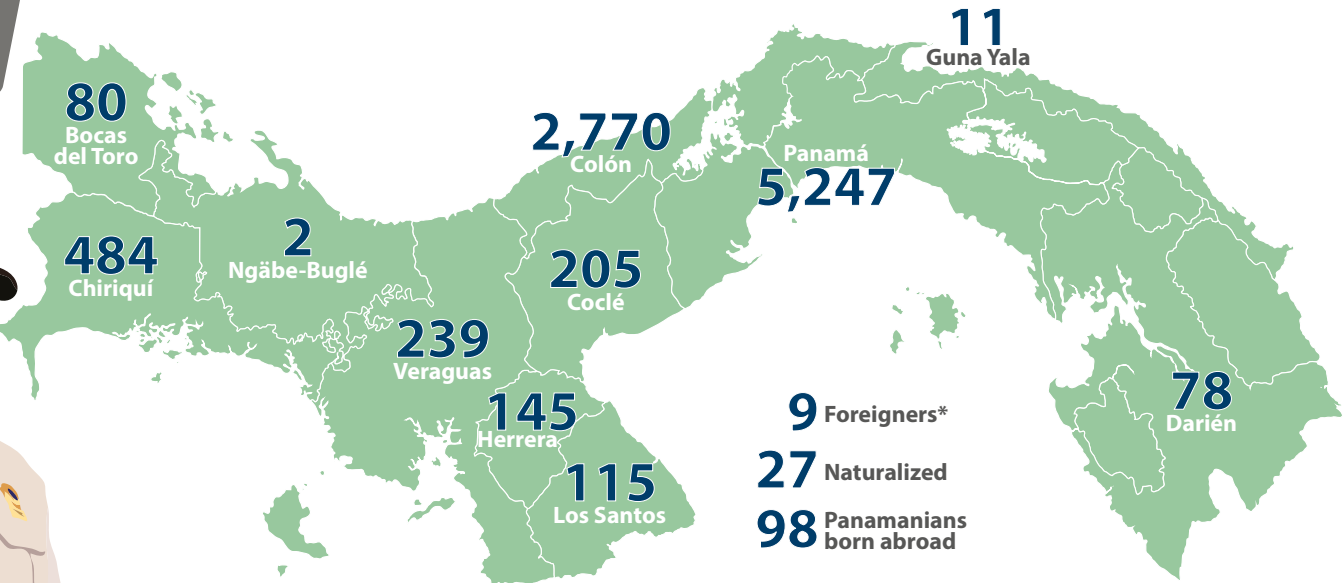 11
Guna Yala
80
Bocas
del Toro
2,770
Colón
Panamá
5,247
2
Ngäbe-Buglé
484
Chiriquí
205
Coclé
239
Veraguas
145
Herrera
78
Darién
115
Los Santos
9 Foreigners*
27 Naturalized
98 Panamanians
born abroad